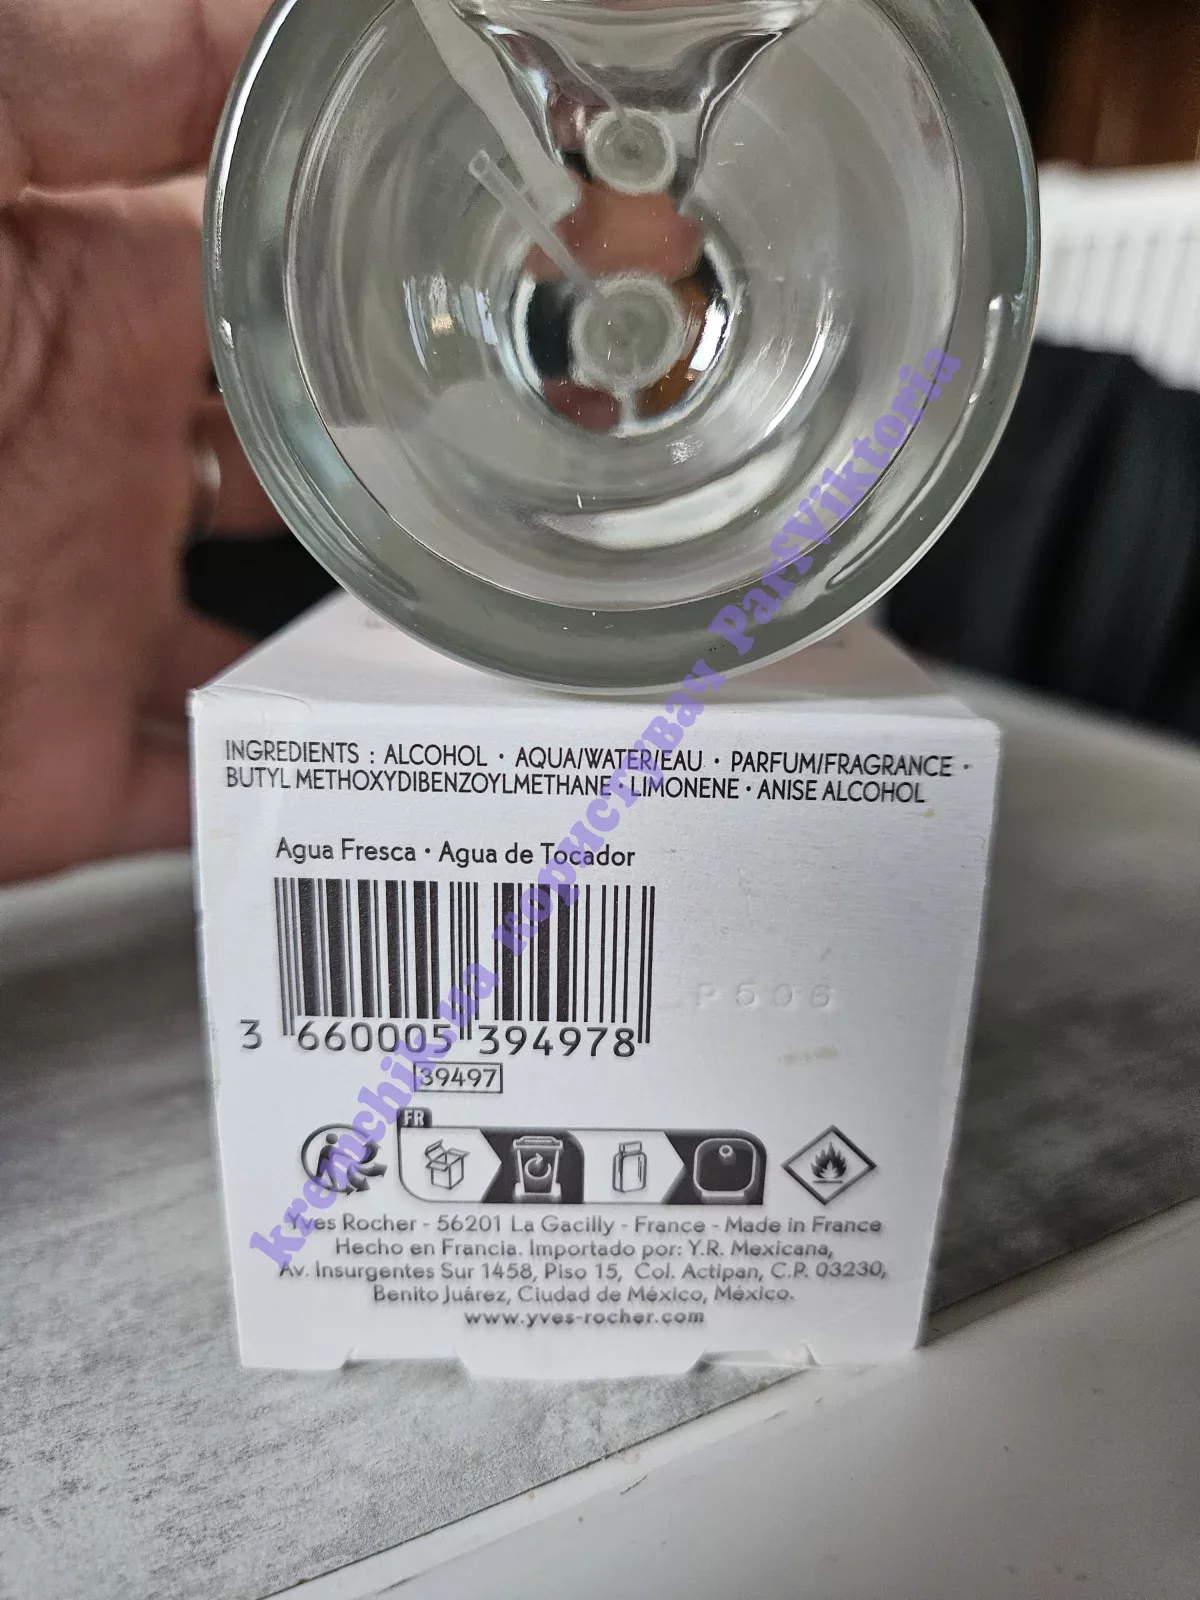 INGREDIENTS : ALCOHOL · AQUA/WATER/EAU · PARFUM/FRAGRANCE ·
BUTYL METHOXYDIBENZOYLMETHANE · LIMONENE · ANISE ALCOHOL
Agua Fresca · Agua de Tocador
3 660005 394978
39497
P506
FR
Yves Rocher - 56201 La Gacilly - France - Made in France
Hecho en Francia. Importado por: Y.R. Mexicana,
Av. Insurgentes Sur 1458, Piso 15, Col. Actipan, C.P. 03230,
Benito Juárez, Ciudad de México, México.
www.yves-rocher.com
kremchik.ua користувач ParfViktoria